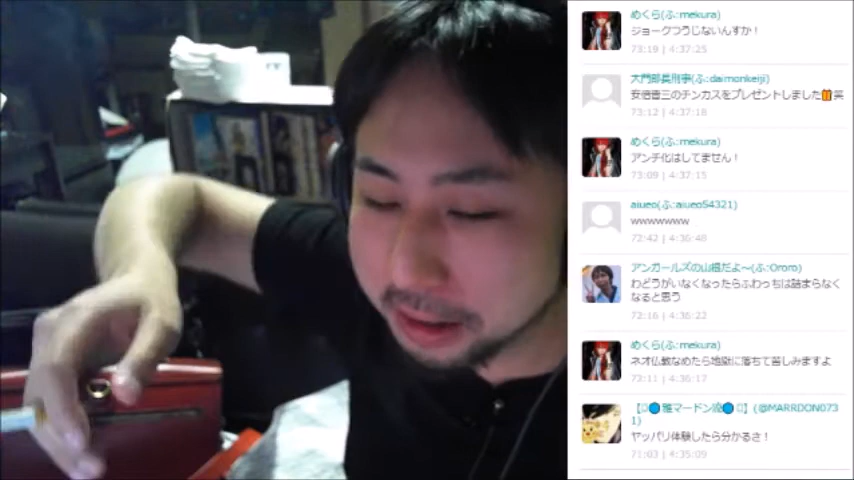 めくら(ふ:mekura)
ジョークつうじないんすか！
73:19 | 4:37:25
大門部長刑事(ふ:daimonkeiji)
安倍晋三のチンカスをプレゼントしました🎁笑
73:12 | 4:37:18
めくら(ふ:mekura)
アンチ化はしてません！
73:09 | 4:37:15
aiueo(ふ:aiueo54321)
wwwwwww
72:42 | 4:36:48
アンガールズの山根だよ〜(ふ:Ororo)
わどうがいなくなったらふわっちは詰まらなく
なると思う
72:16 | 4:36:22
めくら(ふ:mekura)
ネオ仏教なめたら地獄に落ちて苦しみますよ
72:11 | 4:36:17
雅マードン (@MARRDON073
1)
ヤッパリ体験したら分かるさ！
71:03 | 4:35:09